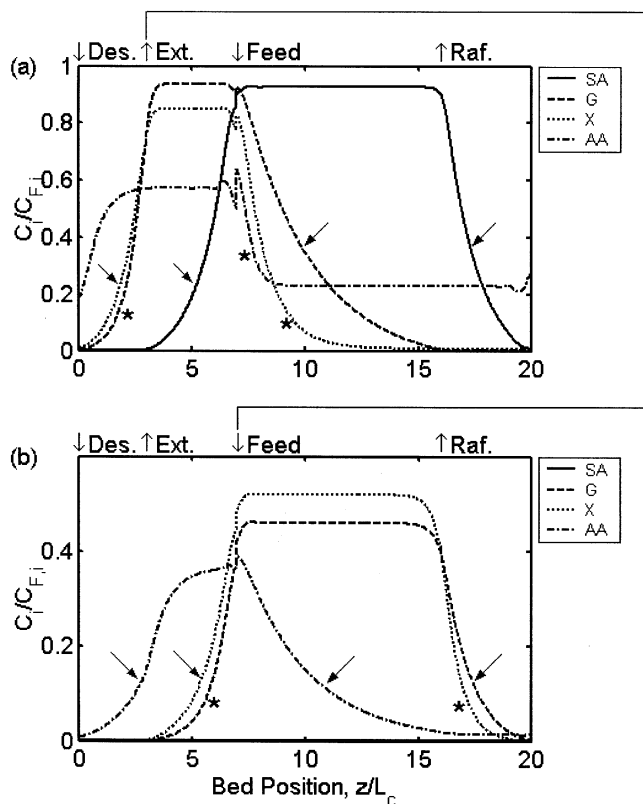 ↓Des. ↑Ext. ↓Feed ↑Raf.
(a)
SA
G
X
AA
1
0.8
0.6
0.4
0.2
0
C_i/C_F,i
* * *
0 5 10 15 20
↓Des. ↑Ext. ↓Feed ↑Raf.
(b)
SA
G
X
AA
0.4
0.2
0
C_i/C_F,i
* *
0 5 10 15 20
Bed Position, z/L_c